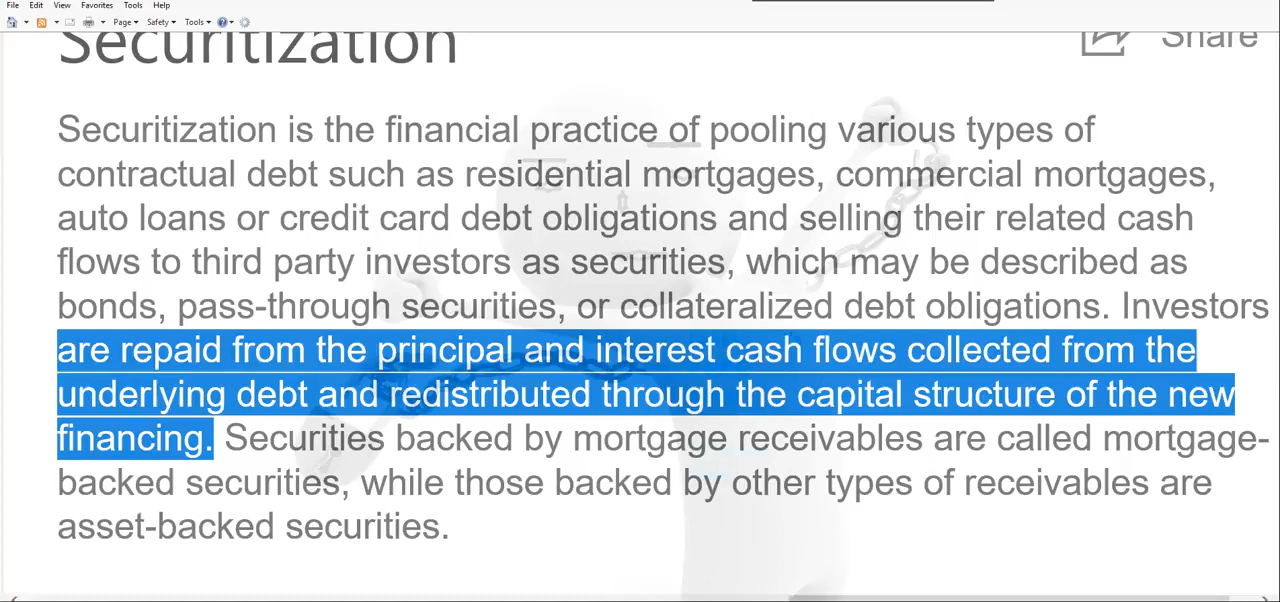 File Edit View Favorites Tools Help
Page Safety Tools
Securitization
Share
Securitization is the financial practice of pooling various types of
contractual debt such as residential mortgages, commercial mortgages,
auto loans or credit card debt obligations and selling their related cash
flows to third party investors as securities, which may be described as
bonds, pass-through securities, or collateralized debt obligations. Investors
are repaid from the principal and interest cash flows collected from the
underlying debt and redistributed through the capital structure of the new
financing. Securities backed by mortgage receivables are called mortgage-
backed securities, while those backed by other types of receivables are
asset-backed securities.